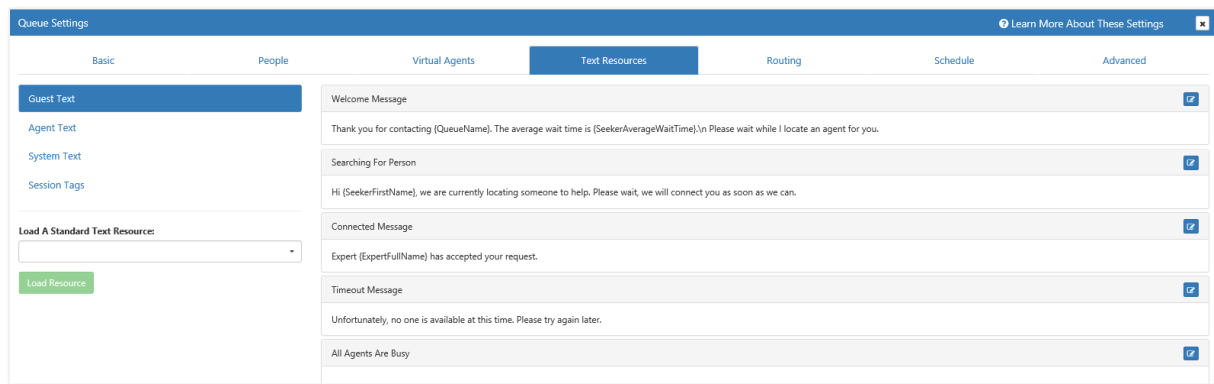 Queue Settings
Learn More About These Settings
Basic
People
Virtual Agents
Text Resources
Routing
Schedule
Advanced
Guest Text
Agent Text
System Text
Session Tags
Load A Standard Text Resource:
Load Resource
Welcome Message
Thank you for contacting {QueueName}. The average wait time is {SeekerAverageWaitTime}.\n Please wait while I locate an agent for you.
Searching For Person
Hi {SeekerFirstName}, we are currently locating someone to help. Please wait, we will connect you as soon as we can.
Connected Message
Expert {ExpertFullName} has accepted your request.
Timeout Message
Unfortunately, no one is available at this time. Please try again later.
All Agents Are Busy